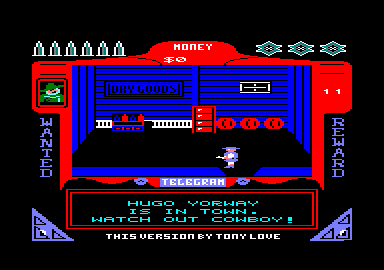 MONEY
$0
DRY GOODS
11
WANTED
REWARD
TELEGRAM
HUGO YORWAY
IS IN TOWN.
WATCH OUT COWBOY!
THIS VERSION BY TONY LOVE